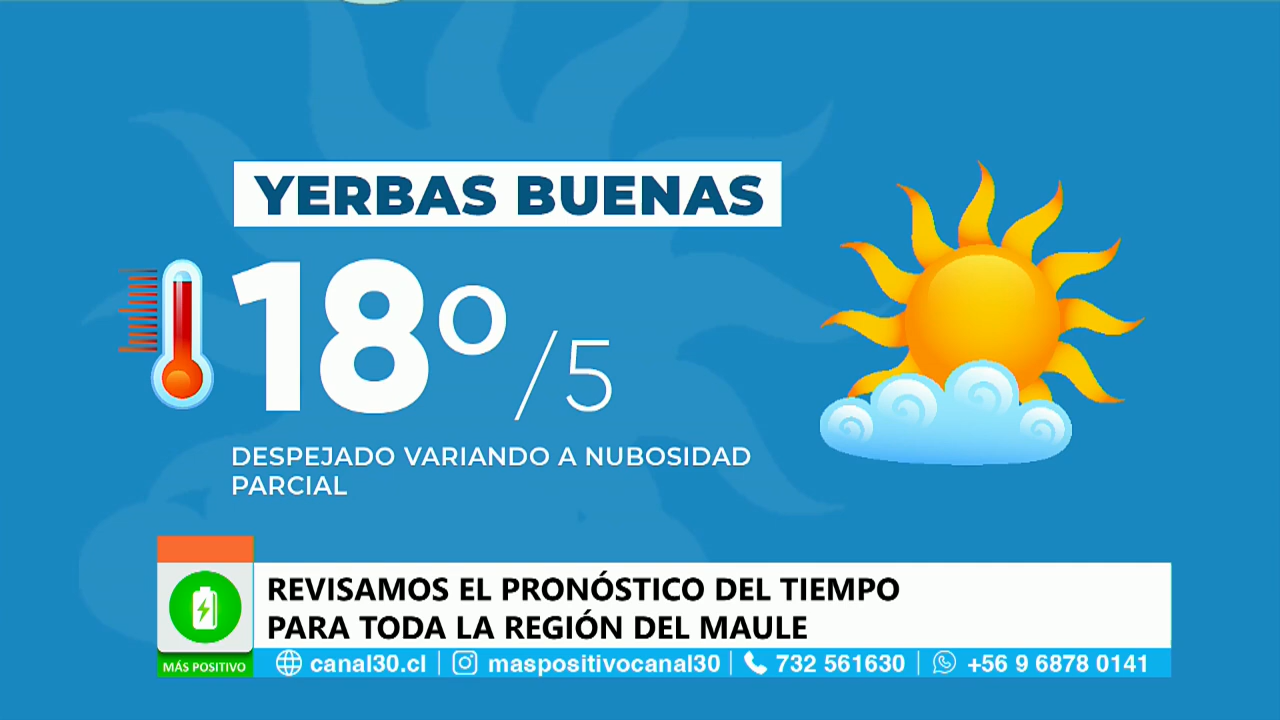 YERBAS BUENAS
18° /5
DESPEJADO VARIANDO A NUBOSIDAD
PARCIAL
REVISAMOS EL PRONÓSTICO DEL TIEMPO
PARA TODA LA REGIÓN DEL MAULE
MÁS POSITIVO
canal30.cl | maspositivocanal30 | 732 561630 | +56 9 6878 0141